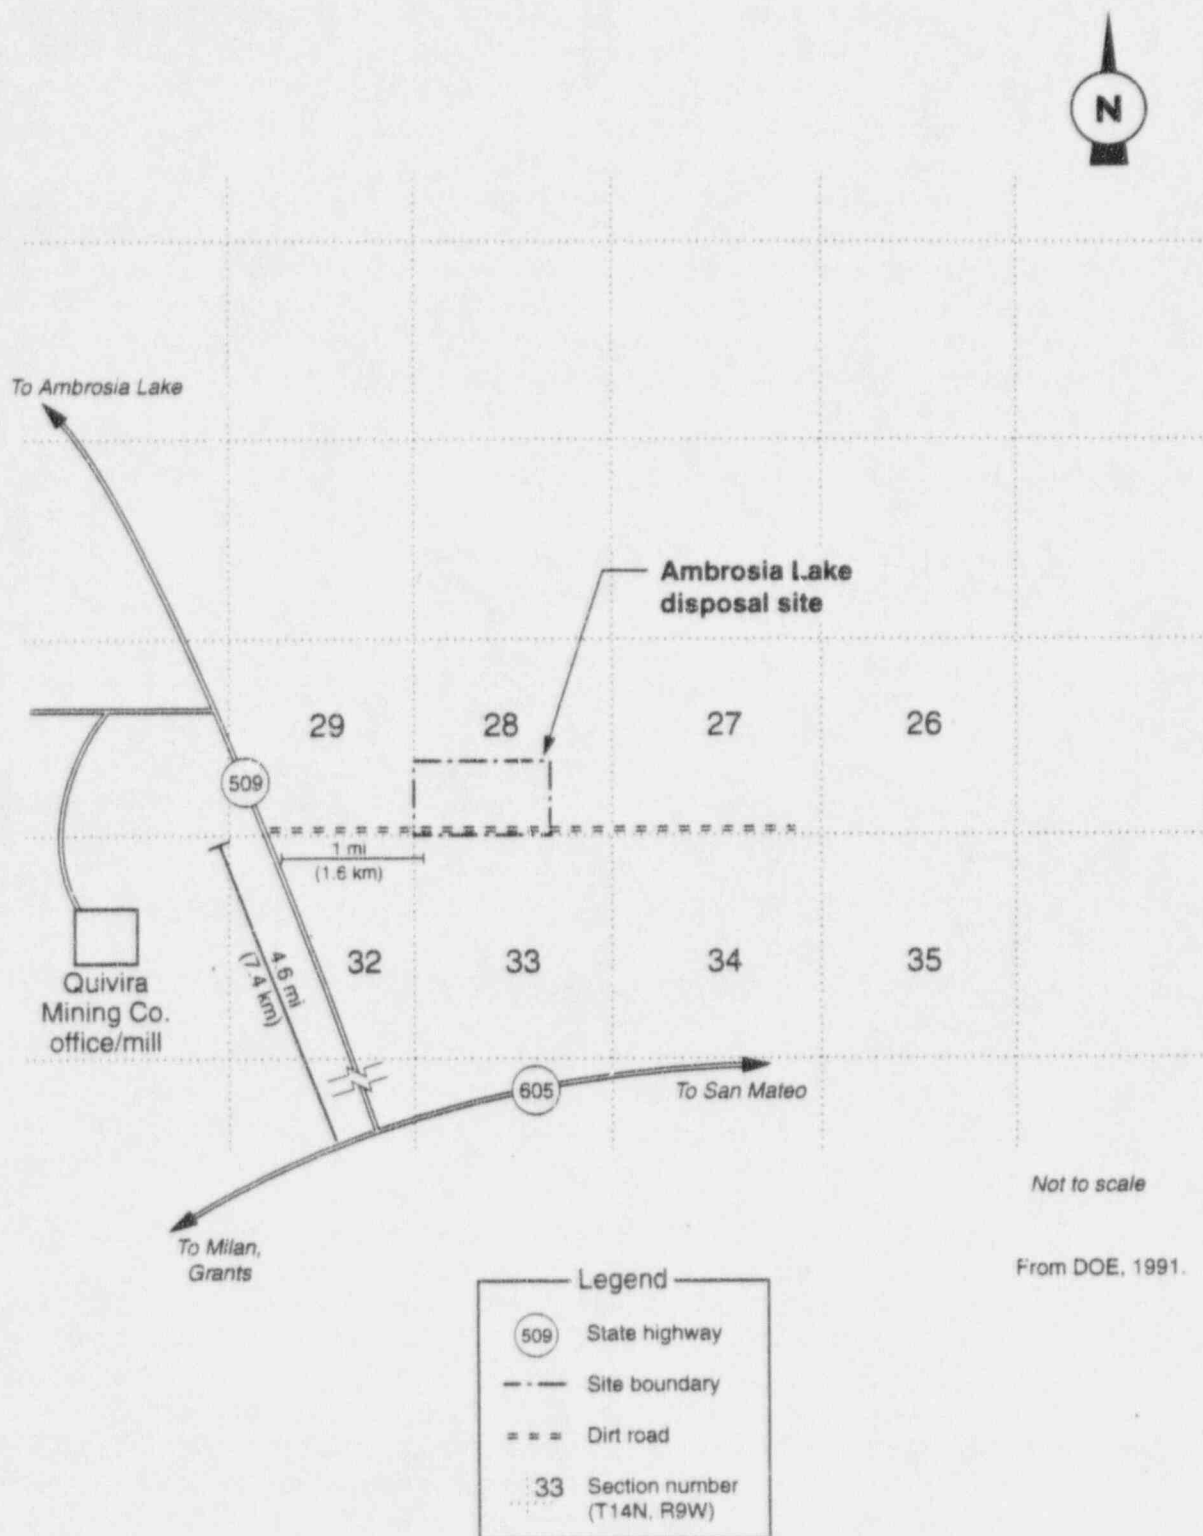 N
To Ambrosia Lake
Ambrosia Lake
disposal site
29
28
27
26
509
1 mi
(1.6 km)
4.6 mi
(7.4 km)
32
33
34
35
Quivira
Mining Co.
office/mill
605
To San Mateo
To Milan,
Grants
Not to scale
From DOE, 1991.
Legend
509 State highway
Site boundary
Dirt road
33 Section number
(T14N, R9W)